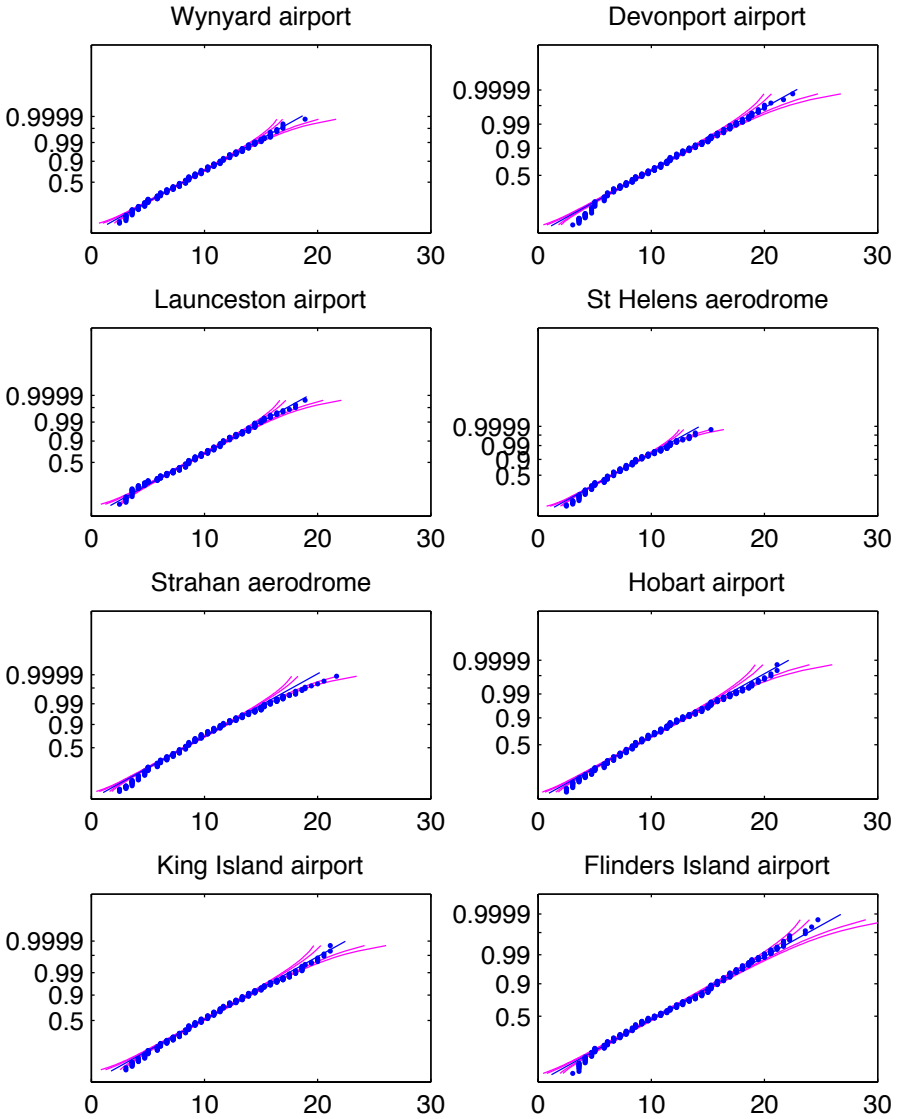 Wynyard airport
Devonport airport
0.9999
0.99
0.9
0.5
0 10 20 30
0.9999
0.99
0.9
0.5
0 10 20 30
Launceston airport
St Helens aerodrome
0.9999
0.99
0.9
0.5
0 10 20 30
0.9999
0.99
0.9
0.5
0 10 20 30
Strahan aerodrome
Hobart airport
0.9999
0.99
0.9
0.5
0 10 20 30
0.9999
0.99
0.9
0.5
0 10 20 30
King Island airport
Flinders Island airport
0.9999
0.99
0.9
0.5
0 10 20 30
0.9999
0.99
0.9
0.5
0 10 20 30